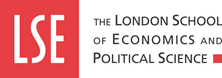 LSE
THE LONDON SCHOOL
OF ECONOMICS AND
POLITICAL SCIENCE